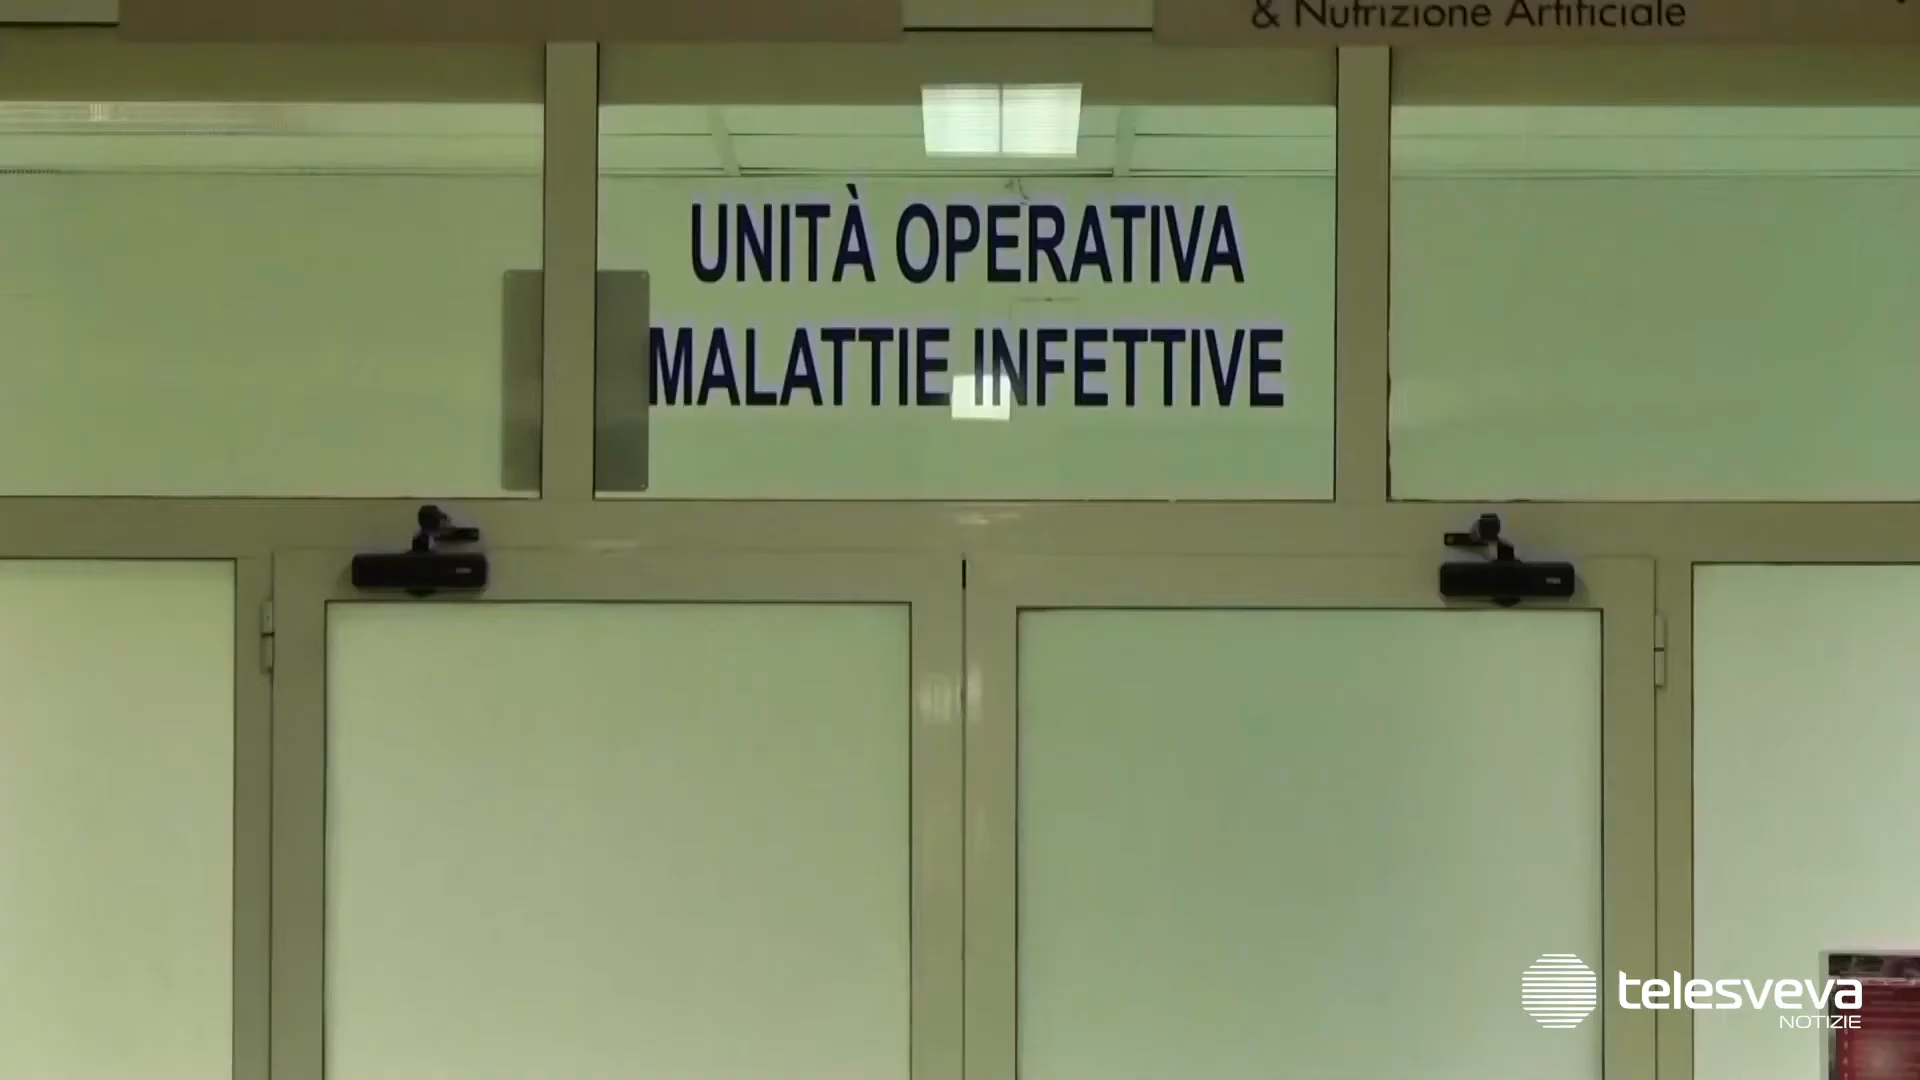 & Nutrizione Artificiale
UNITÀ OPERATIVA
MALATTIE INFETTIVE
telesveva
NOTIZIE